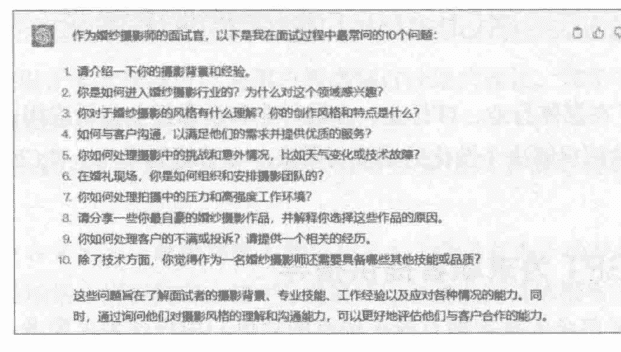 作为婚纱摄影师的面试官，以下是我在面试过程中最常问的10个问题：
1. 请介绍一下你的摄影背景和经验。
2. 你是如何进入婚纱摄影行业的？为什么对这个领域感兴趣？
3. 你对于婚纱摄影的风格有什么理解？你的创作风格和特点是什么？
4. 如何与客户沟通，以满足他们的需求并提供优质的服务？
5. 你如何处理摄影中的挑战和意外情况，比如天气变化或技术故障？
6. 在婚礼现场，你是如何组织和安排摄影团队的？
7. 你如何处理拍摄中的压力和高强度工作环境？
8. 请分享一些你最自豪的婚纱摄影作品，并解释你选择这些作品的原因。
9. 你如何处理客户的不满或投诉？请提供一个相关的经历。
10. 除了技术方面，你觉得作为一名婚纱摄影师还需要具备哪些其他技能或品质？
这些问题旨在了解面试者的摄影背景、专业技能、工作经验以及应对各种情况的能力。同
时，通过询问他们对摄影风格的理解和沟通能力，可以更好地评估他们与客户合作的能力。